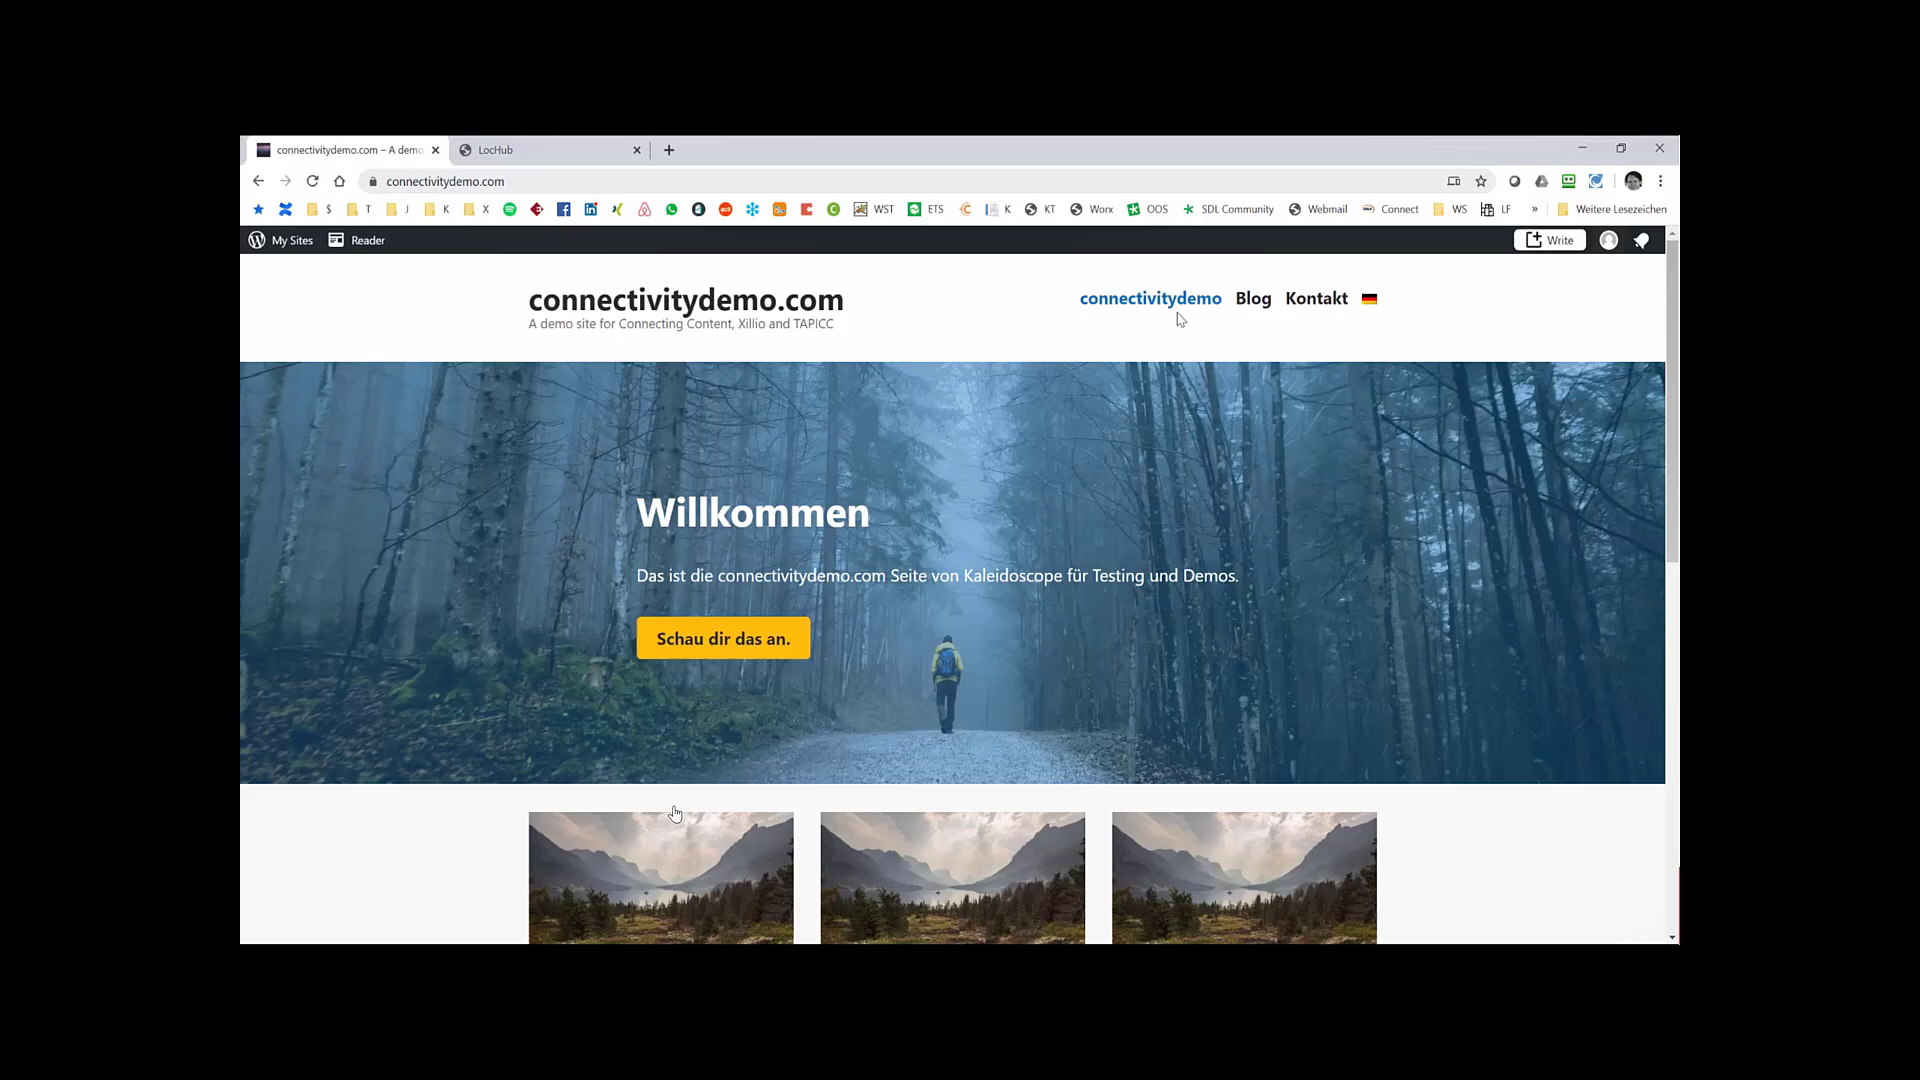 connectivitydemo.com – A demo
LocHub
connectivitydemo.com
$ T J K X WST ETS K KT Worx OOS SDL Community Webmail Connect WS LF » Weitere Lesezeichen
My Sites Reader Write
connectivitydemo.com
A demo site for Connecting Content, Xillio and TAPICC
connectivitydemo Blog Kontakt
Willkommen
Das ist die connectivitydemo.com Seite von Kaleidoscope für Testing und Demos.
Schau dir das an.